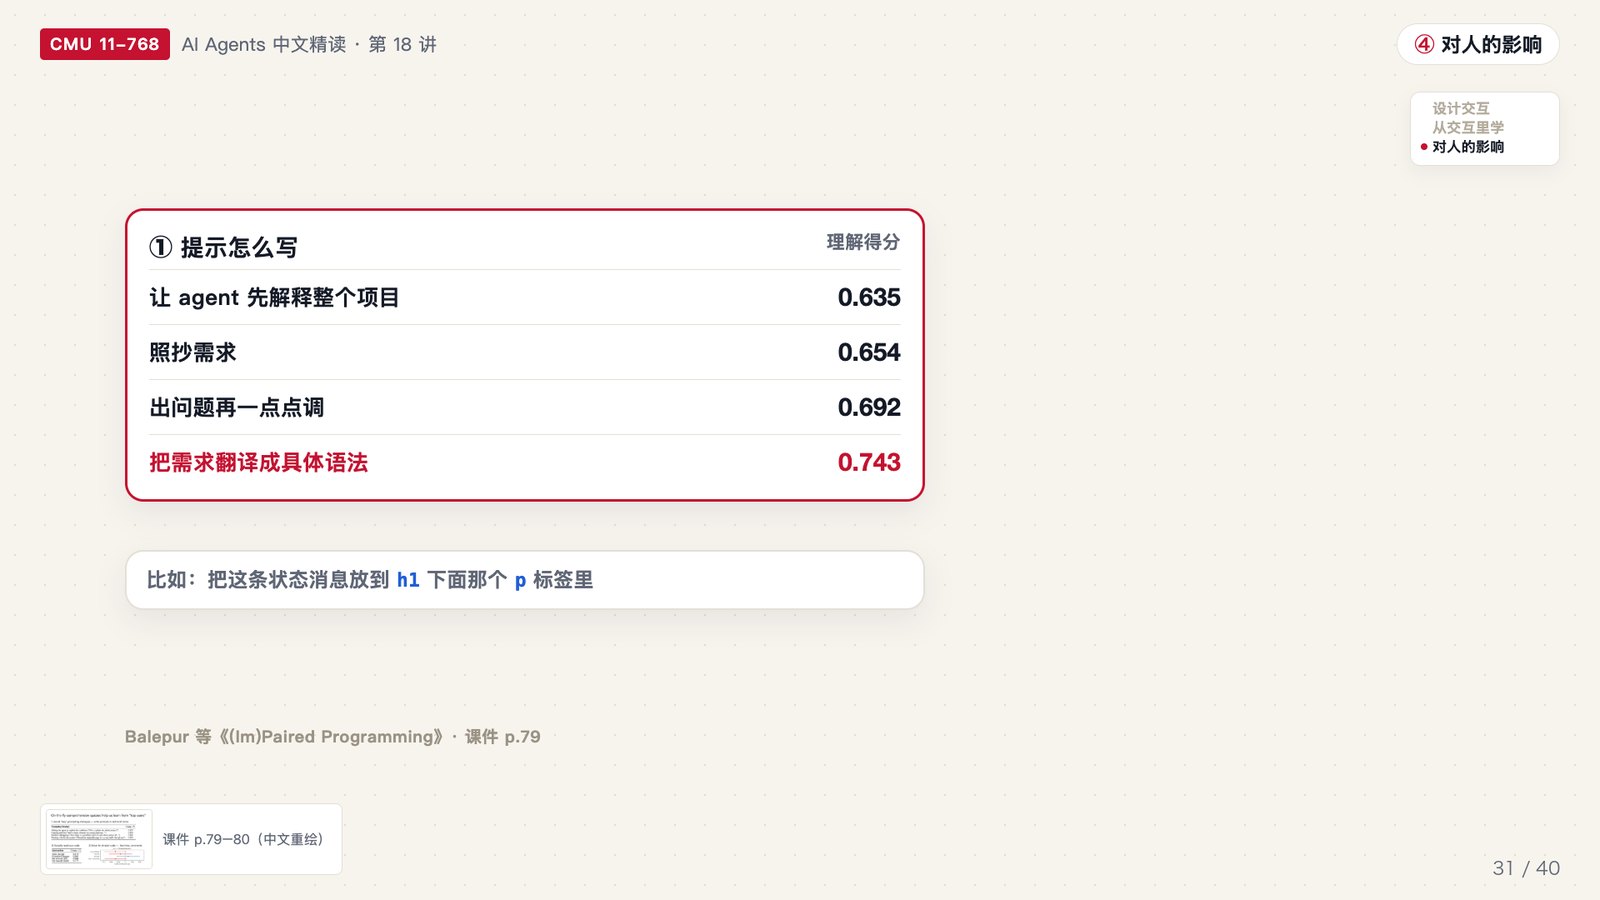 CMU 11-768 AI Agents 中文精读 · 第 18 讲
④ 对人的影响
设计交互
从交互里学
对人的影响
① 提示怎么写 理解得分
让 agent 先解释整个项目 0.635
照抄需求 0.654
出问题再一点点调 0.692
把需求翻译成具体语法 0.743
比如：把这条状态消息放到 h1 下面那个 p 标签里
Balepur 等《(Im)Paired Programming》 · 课件 p.79
课件 p.79—80（中文重绘）
31 / 40